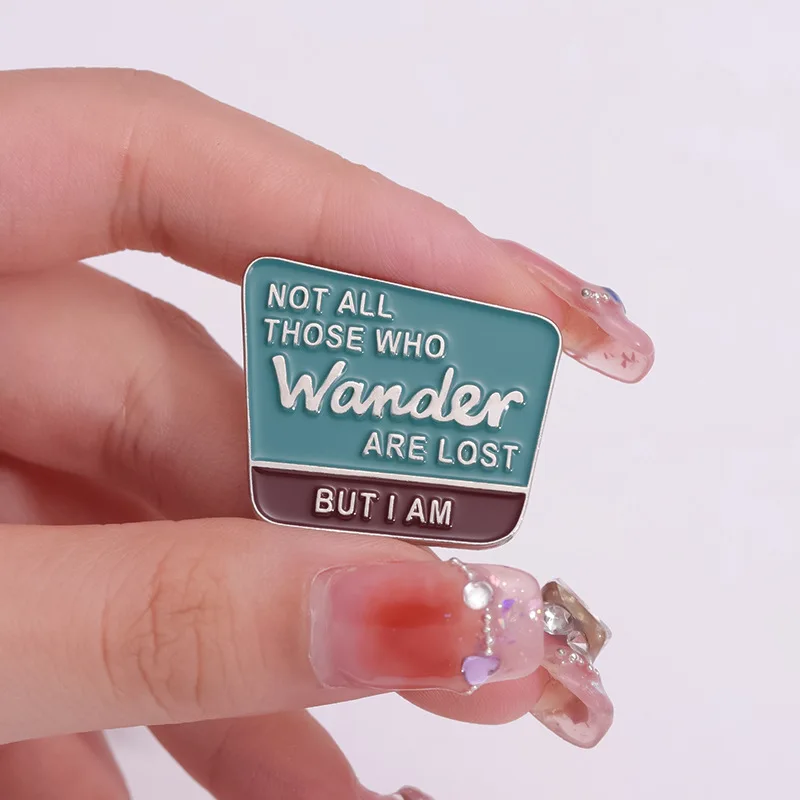 NOT ALL
THOSE WHO
Wander
ARE LOST
BUT I AM